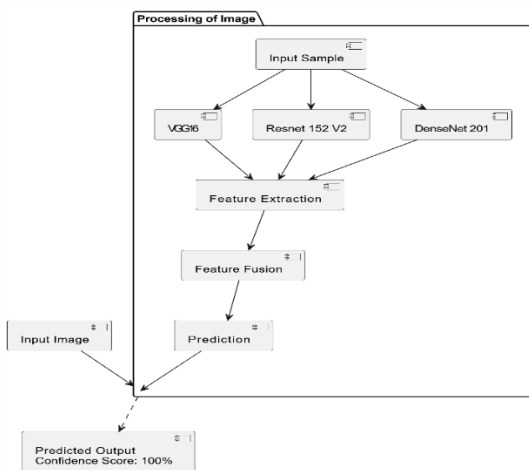 Processing of Image
Input Sample
VGG16
Resnet 152 V2
DenseNet 201
Feature Extraction
Feature Fusion
Input Image
Prediction
Predicted Output
Confidence Score: 100%